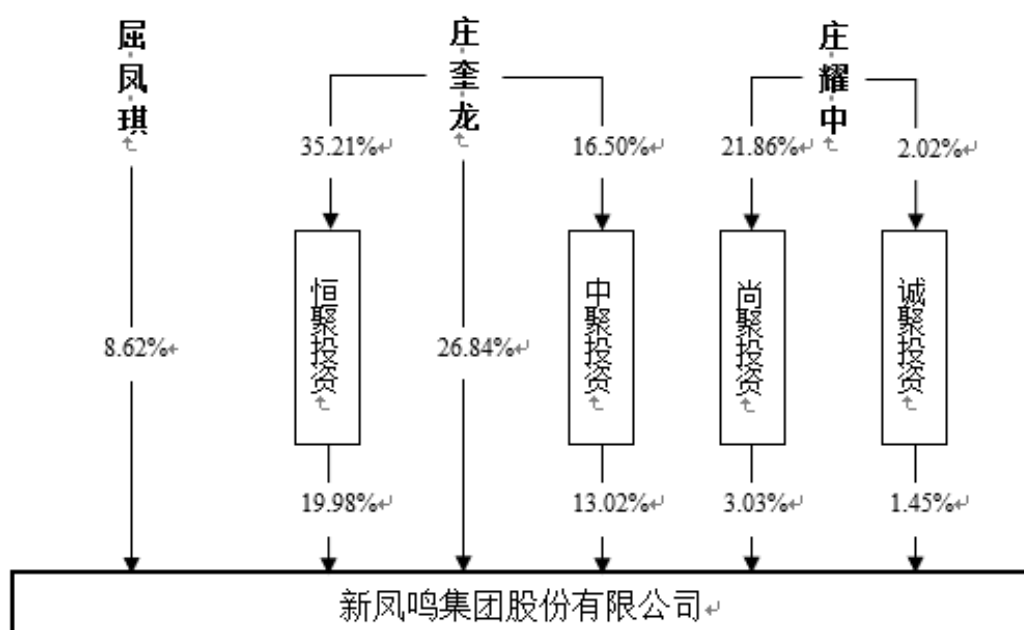 屈凤琪
庄奎龙
庄耀中
35.21%
16.50%
21.86%
2.02%
恒聚投资
中聚投资
尚聚投资
诚聚投资
8.62%
26.84%
19.98%
13.02%
3.03%
1.45%
新凤鸣集团股份有限公司